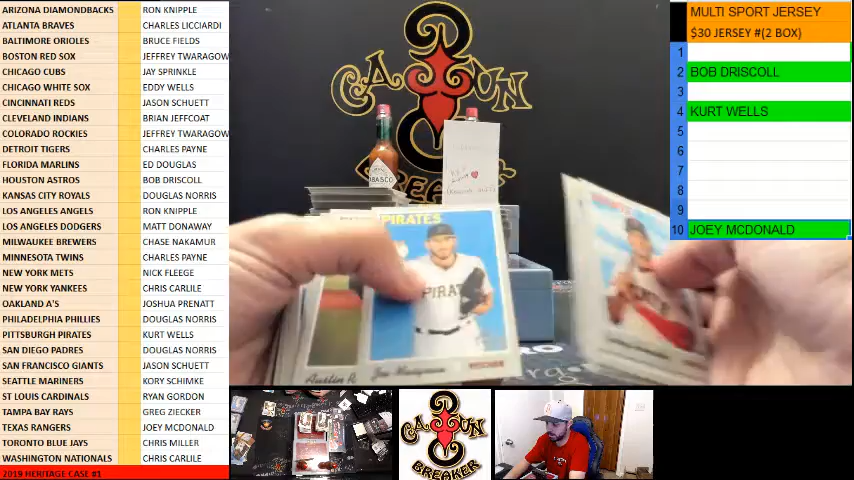 ARIZONA DIAMONDBACKS RON KNIPPLE
ATLANTA BRAVES CHARLES LICCIARDI
BALTIMORE ORIOLES BRUCE FIELDS
BOSTON RED SOX JEFFREY TWARAGOW
CHICAGO CUBS JAY SPRINKLE
CHICAGO WHITE SOX EDDY WELLS
CINCINNATI REDS JASON SCHUETT
CLEVELAND INDIANS BRIAN JEFFCOAT
COLORADO ROCKIES JEFFREY TWARAGOW
DETROIT TIGERS CHARLES PAYNE
FLORIDA MARLINS ED DOUGLAS
HOUSTON ASTROS BOB DRISCOLL
KANSAS CITY ROYALS DOUGLAS NORRIS
LOS ANGELES ANGELS RON KNIPPLE
LOS ANGELES DODGERS MATT DONAWAY
MILWAUKEE BREWERS CHASE NAKAMUR
MINNESOTA TWINS CHARLES PAYNE
NEW YORK METS NICK FLEEGE
NEW YORK YANKEES CHRIS CARLILE
OAKLAND A'S JOSHUA PRENATT
PHILADELPHIA PHILLIES DOUGLAS NORRIS
PITTSBURGH PIRATES KURT WELLS
SAN DIEGO PADRES DOUGLAS NORRIS
SAN FRANCISCO GIANTS JASON SCHUETT
SEATTLE MARINERS KORY SCHIMKE
ST LOUIS CARDINALS RYAN GORDON
TAMPA BAY RAYS GREG ZIECKER
TEXAS RANGERS JOEY MCDONALD
TORONTO BLUE JAYS CHRIS MILLER
WASHINGTON NATIONALS CHRIS CARLILE
2019 HERITAGE CASE #1
CAJUN
BREAKER
PIRATES
PIRAT
Austin R
PITCHER
CAJUN
BREAKER
MULTI SPORT JERSEY
$30 JERSEY #(2 BOX)
1
2 BOB DRISCOLL
3
4 KURT WELLS
5
6
7
8
9
10 JOEY MCDONALD